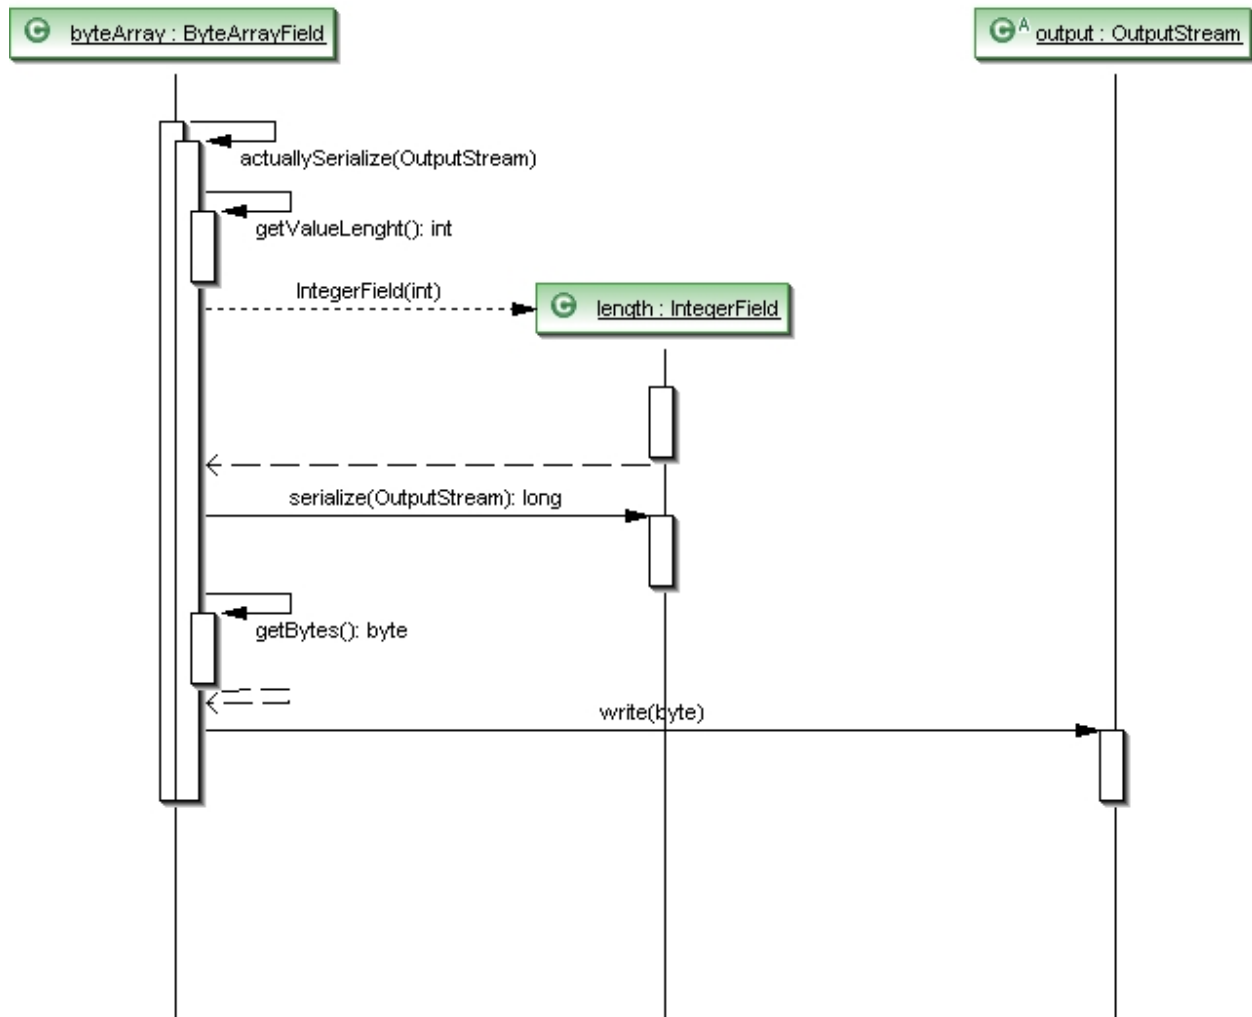 C byteArray : ByteArrayField
C A output : OutputStream
actuallySerialize(OutputStream)
getValueLenght(): int
IntegerField(int)
C length : IntegerField
serialize(OutputStream): long
getBytes(): byte
write(byte)